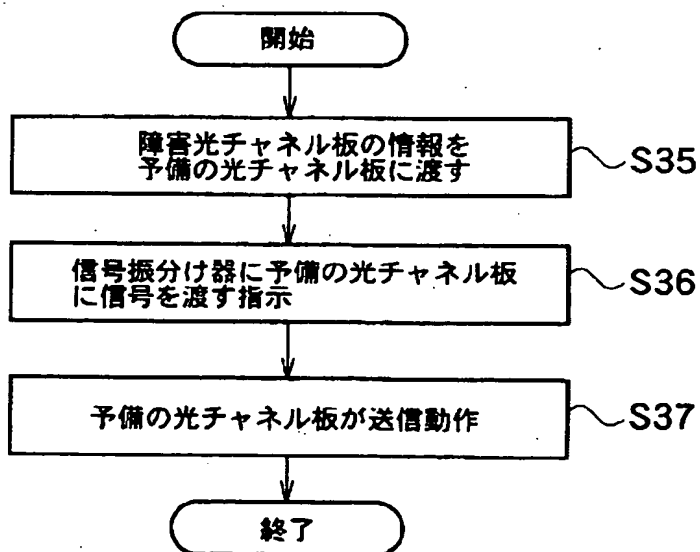 開始
障害光チャネル板の情報を
予備の光チャネル板に渡す
S35
信号振分け器に予備の光チャネル板
に信号を渡す指示
S36
予備の光チャネル板が送信動作
S37
終了